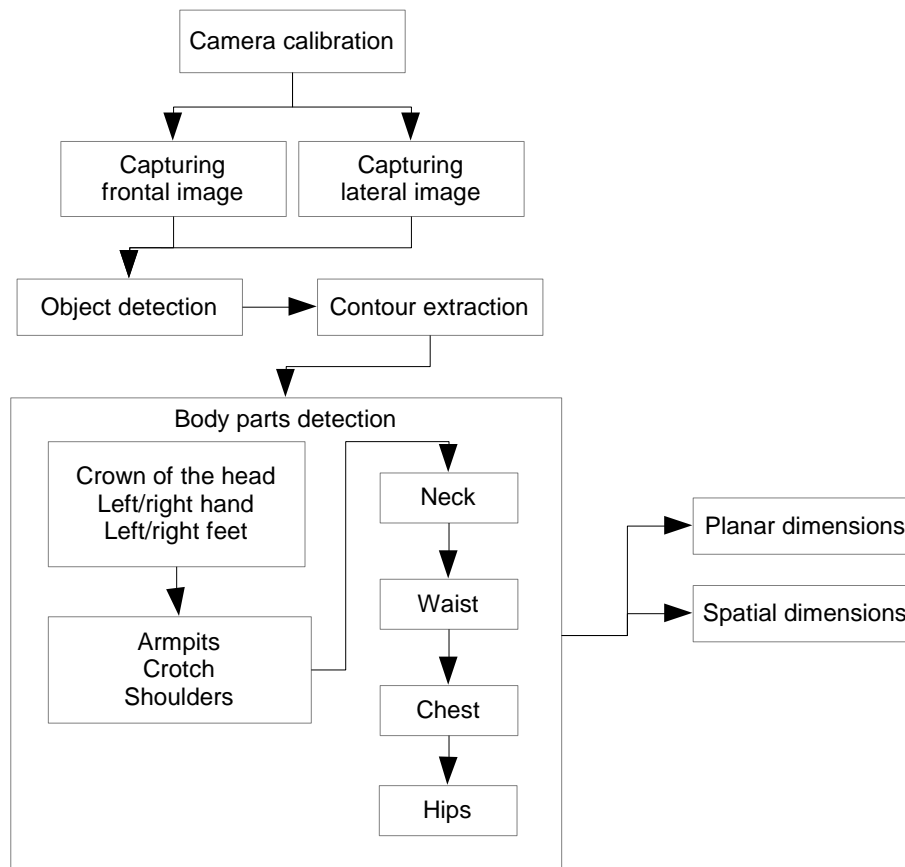 Camera calibration
Capturing
frontal image
Capturing
lateral image
Object detection
Contour extraction
Body parts detection
Crown of the head
Left/right hand
Left/right feet
Armpits
Crotch
Shoulders
Neck
Waist
Chest
Hips
Planar dimensions
Spatial dimensions